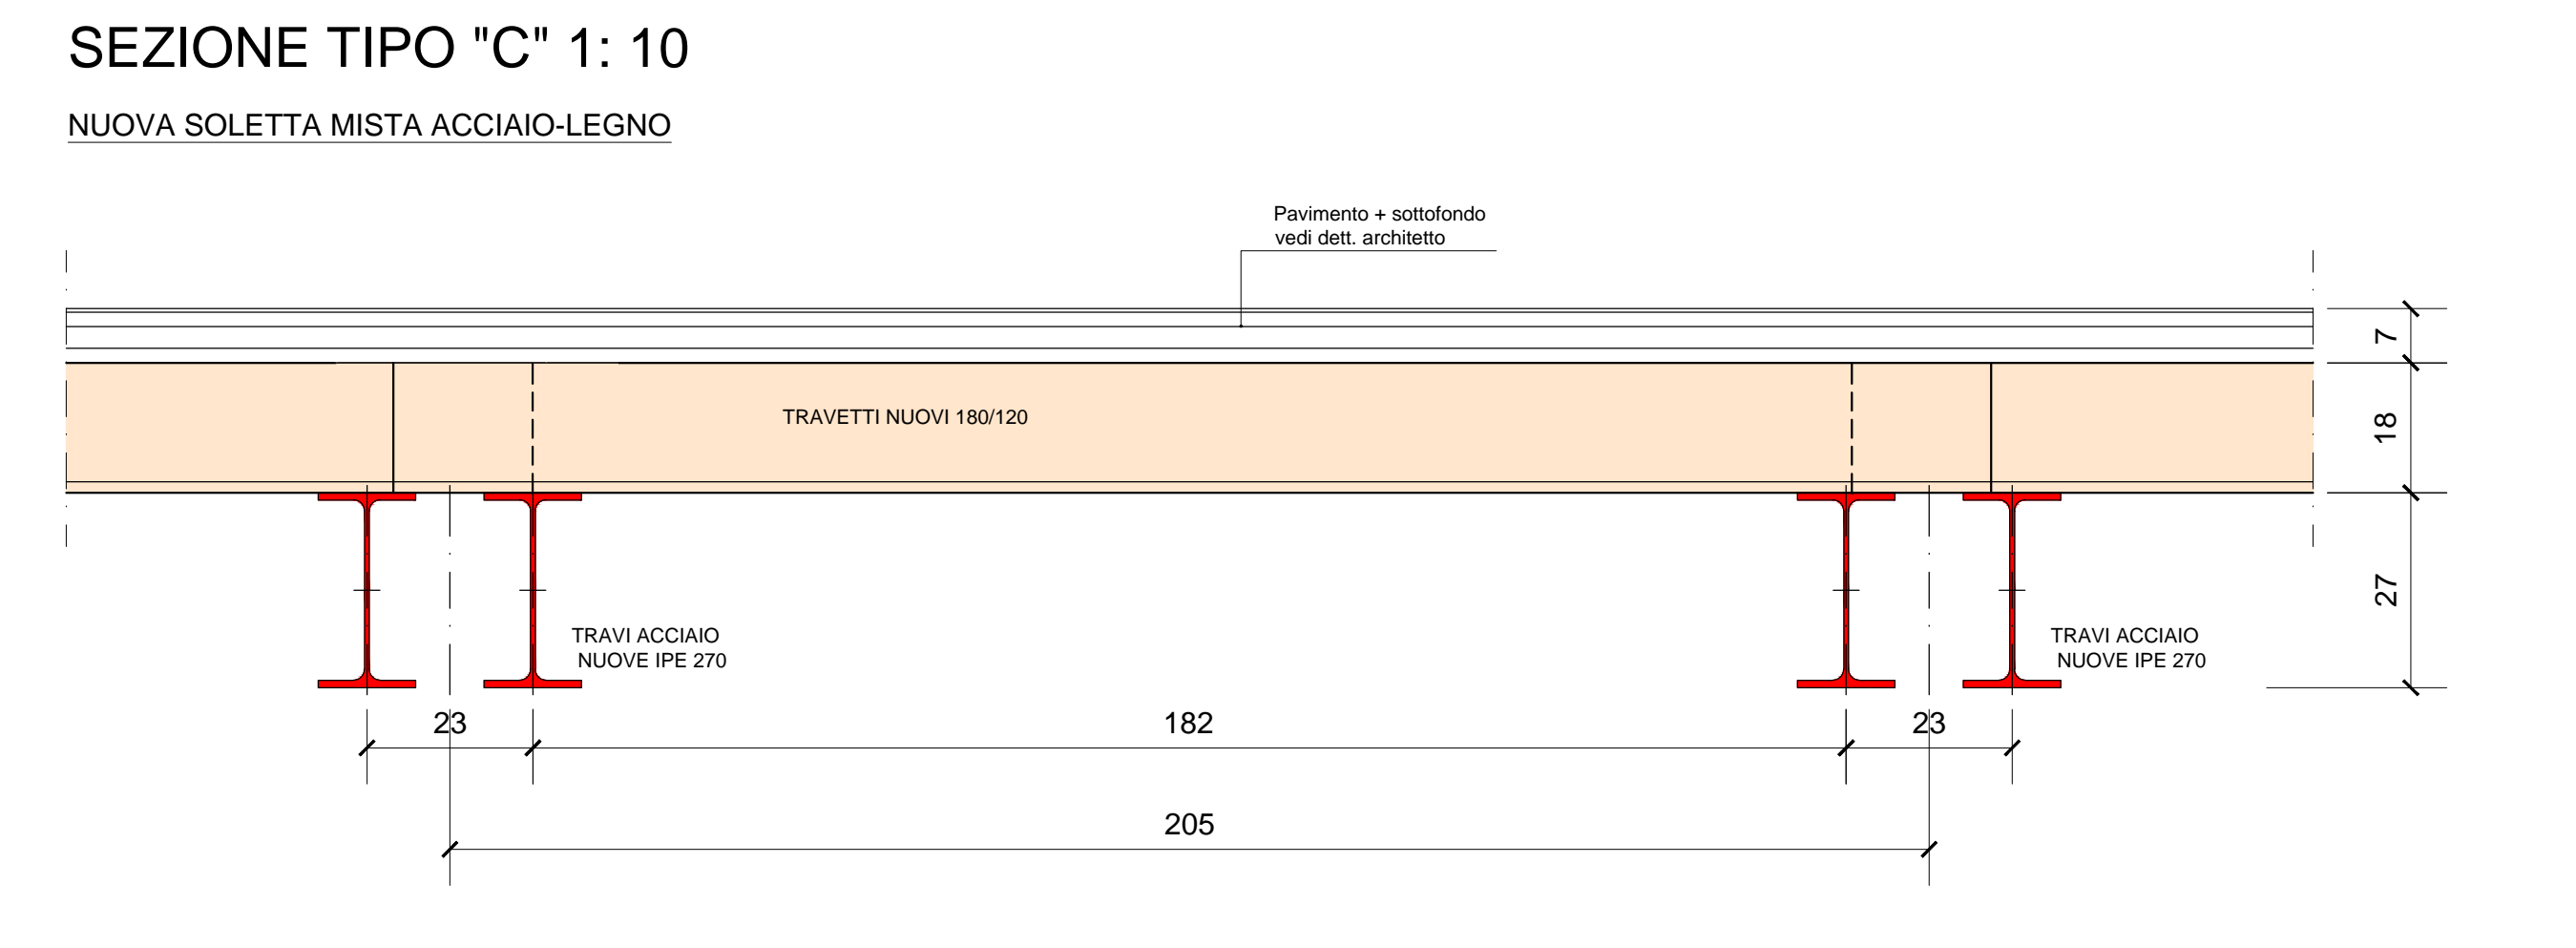 SEZIONE TIPO "C" 1: 10
NUOVA SOLETTA MISTA ACCIAIO-LEGNO
Pavimento + sottofondo
vedi dett. architetto
7
TRAVETTI NUOVI 180/120
18
27
TRAVI ACCIAIO
NUOVE IPE 270
TRAVI ACCIAIO
NUOVE IPE 270
23
182
23
205